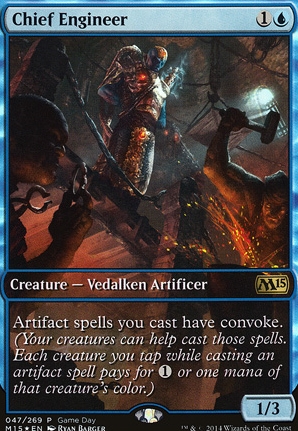 Chief Engineer 1
Creature — Vedalken Artificer M15
Artifact spells you cast have convoke.
(Your creatures can help cast those spells.
Each creature you tap while casting an
artifact spell pays for 1 or one mana
of that creature's color.)
1/3
047/269 P Game Day
M15 ★ EN Ryan Barger ™ & © 2014 Wizards of the Coast